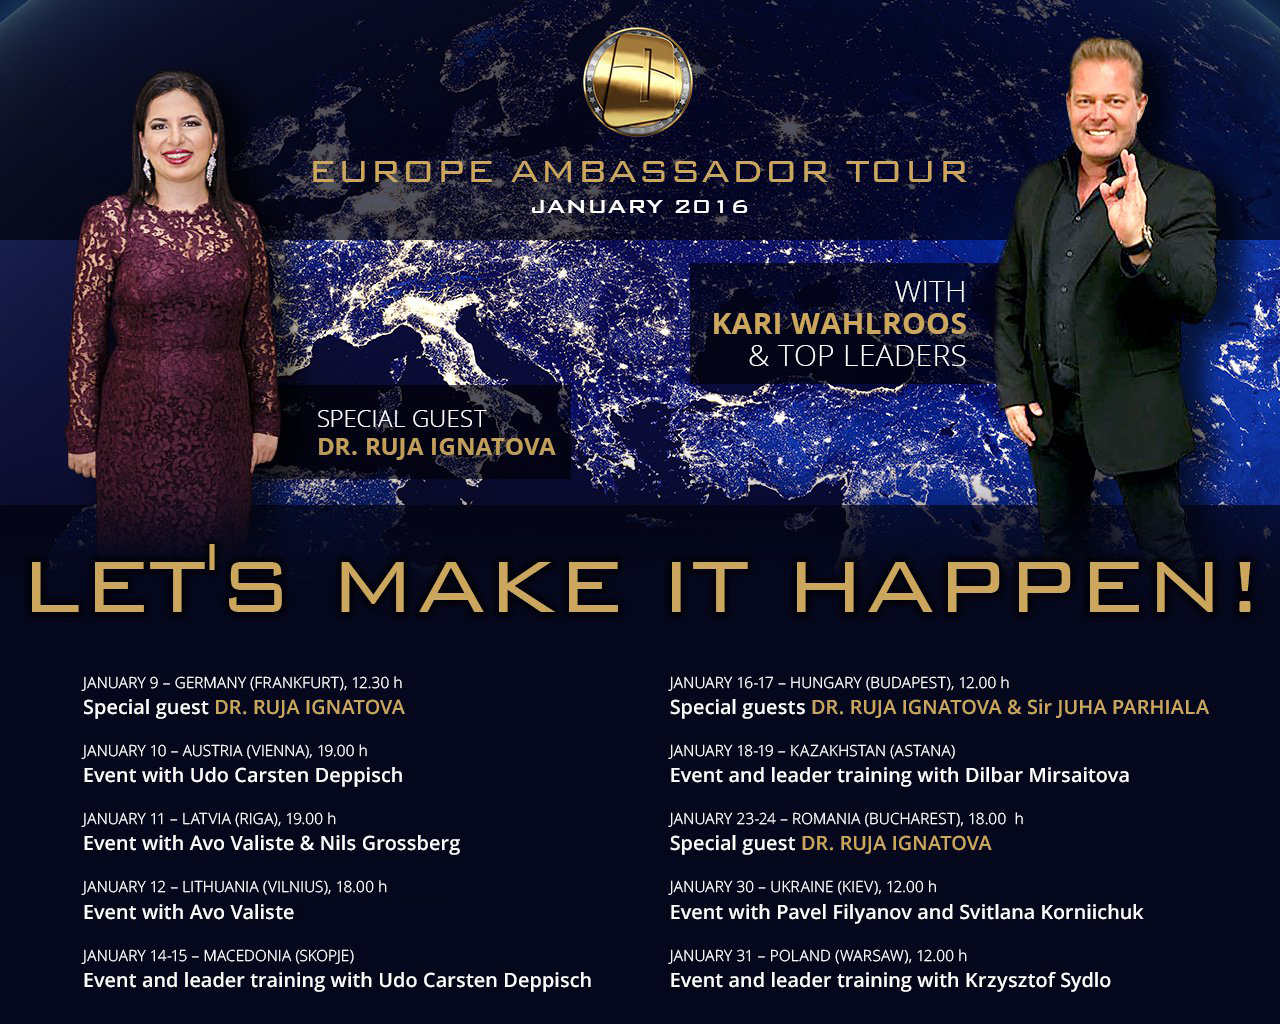 EUROPE AMBASSADOR TOUR
JANUARY 2016
WITH
KARI WAHLROOS
& TOP LEADERS
SPECIAL GUEST
DR. RUJA IGNATOVA
LET'S MAKE IT HAPPEN!
JANUARY 9 – GERMANY (FRANKFURT), 12.30 h
Special guest DR. RUJA IGNATOVA
JANUARY 10 – AUSTRIA (VIENNA), 19.00 h
Event with Udo Carsten Deppisch
JANUARY 11 – LATVIA (RIGA), 19.00 h
Event with Avo Valiste & Nils Grossberg
JANUARY 12 – LITHUANIA (VILNIUS), 18.00 h
Event with Avo Valiste
JANUARY 14-15 – MACEDONIA (SKOPJE)
Event and leader training with Udo Carsten Deppisch
JANUARY 16-17 – HUNGARY (BUDAPEST), 12.00 h
Special guests DR. RUJA IGNATOVA & Sir JUHA PARHIALA
JANUARY 18-19 – KAZAKHSTAN (ASTANA)
Event and leader training with Dilbar Mirsaitova
JANUARY 23-24 – ROMANIA (BUCHAREST), 18.00 h
Special guest DR. RUJA IGNATOVA
JANUARY 30 – UKRAINE (KIEV), 12.00 h
Event with Pavel Filyanov and Svitlana Korniichuk
JANUARY 31 – POLAND (WARSAW), 12.00 h
Event and leader training with Krzysztof Sydlo